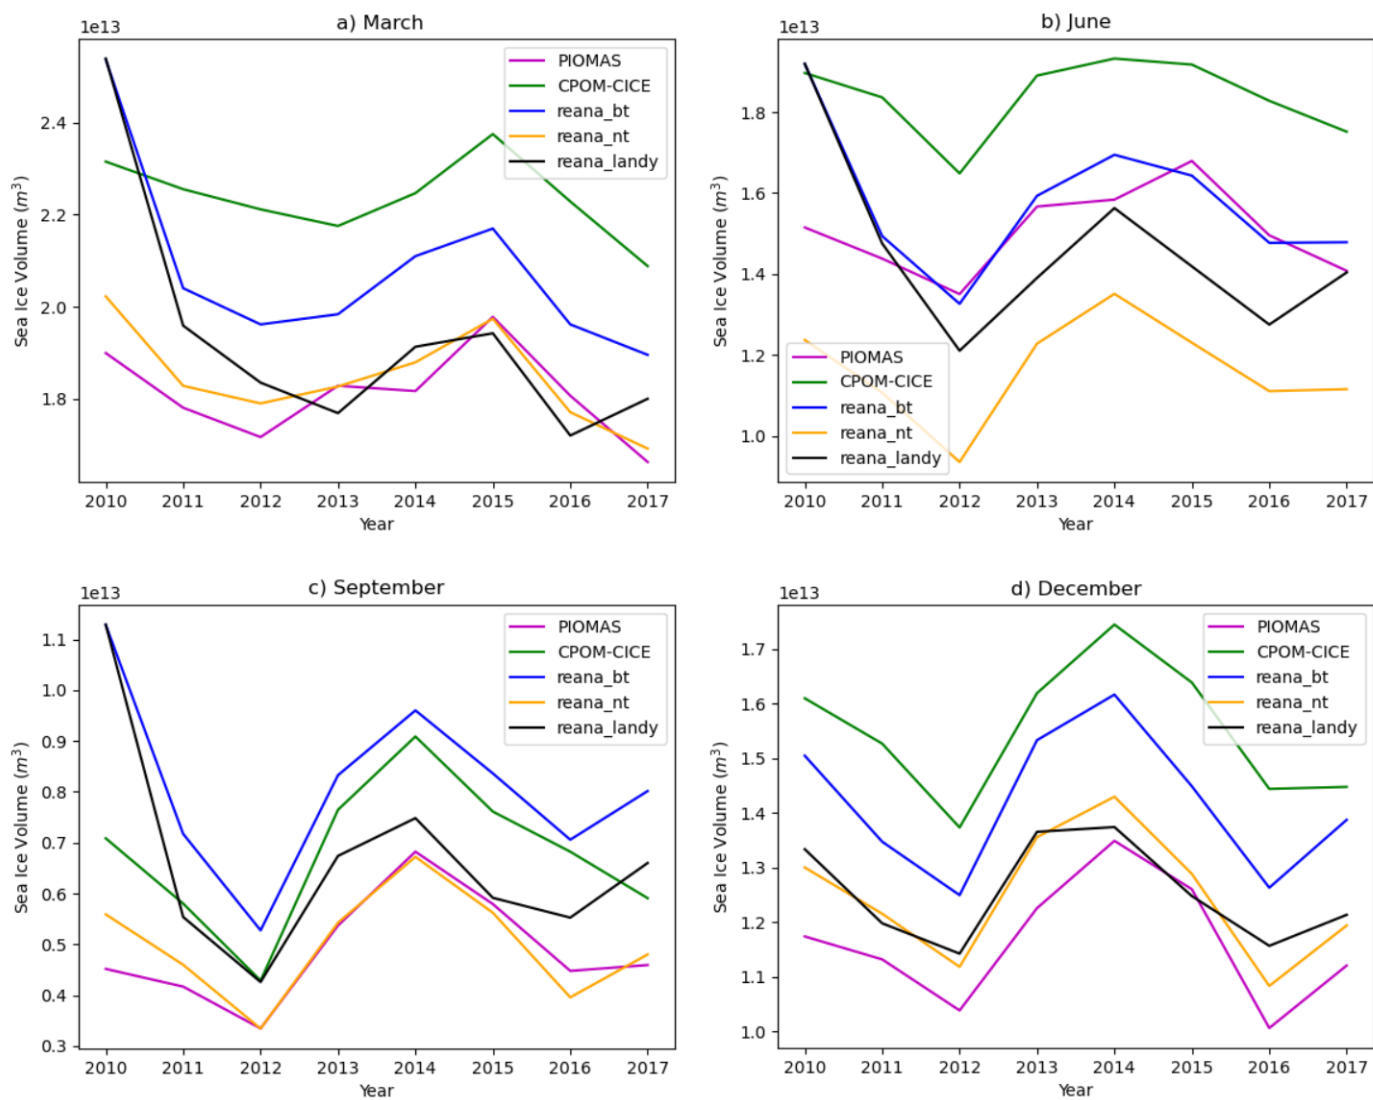 a) March
1e13
Sea Ice Volume (m³)
2.4
2.2
2.0
1.8
PIOMAS
CPOM-CICE
reana_bt
reana_nt
reana_landy
2010 2011 2012 2013 2014 2015 2016 2017
Year
b) June
1e13
Sea Ice Volume (m³)
1.8
1.6
1.4
1.2
1.0
PIOMAS
CPOM-CICE
reana_bt
reana_nt
reana_landy
2010 2011 2012 2013 2014 2015 2016 2017
Year
c) September
1e13
Sea Ice Volume (m³)
1.1
1.0
0.9
0.8
0.7
0.6
0.5
0.4
0.3
PIOMAS
CPOM-CICE
reana_bt
reana_nt
reana_landy
2010 2011 2012 2013 2014 2015 2016 2017
Year
d) December
1e13
Sea Ice Volume (m³)
1.7
1.6
1.5
1.4
1.3
1.2
1.1
1.0
PIOMAS
CPOM-CICE
reana_bt
reana_nt
reana_landy
2010 2011 2012 2013 2014 2015 2016 2017
Year